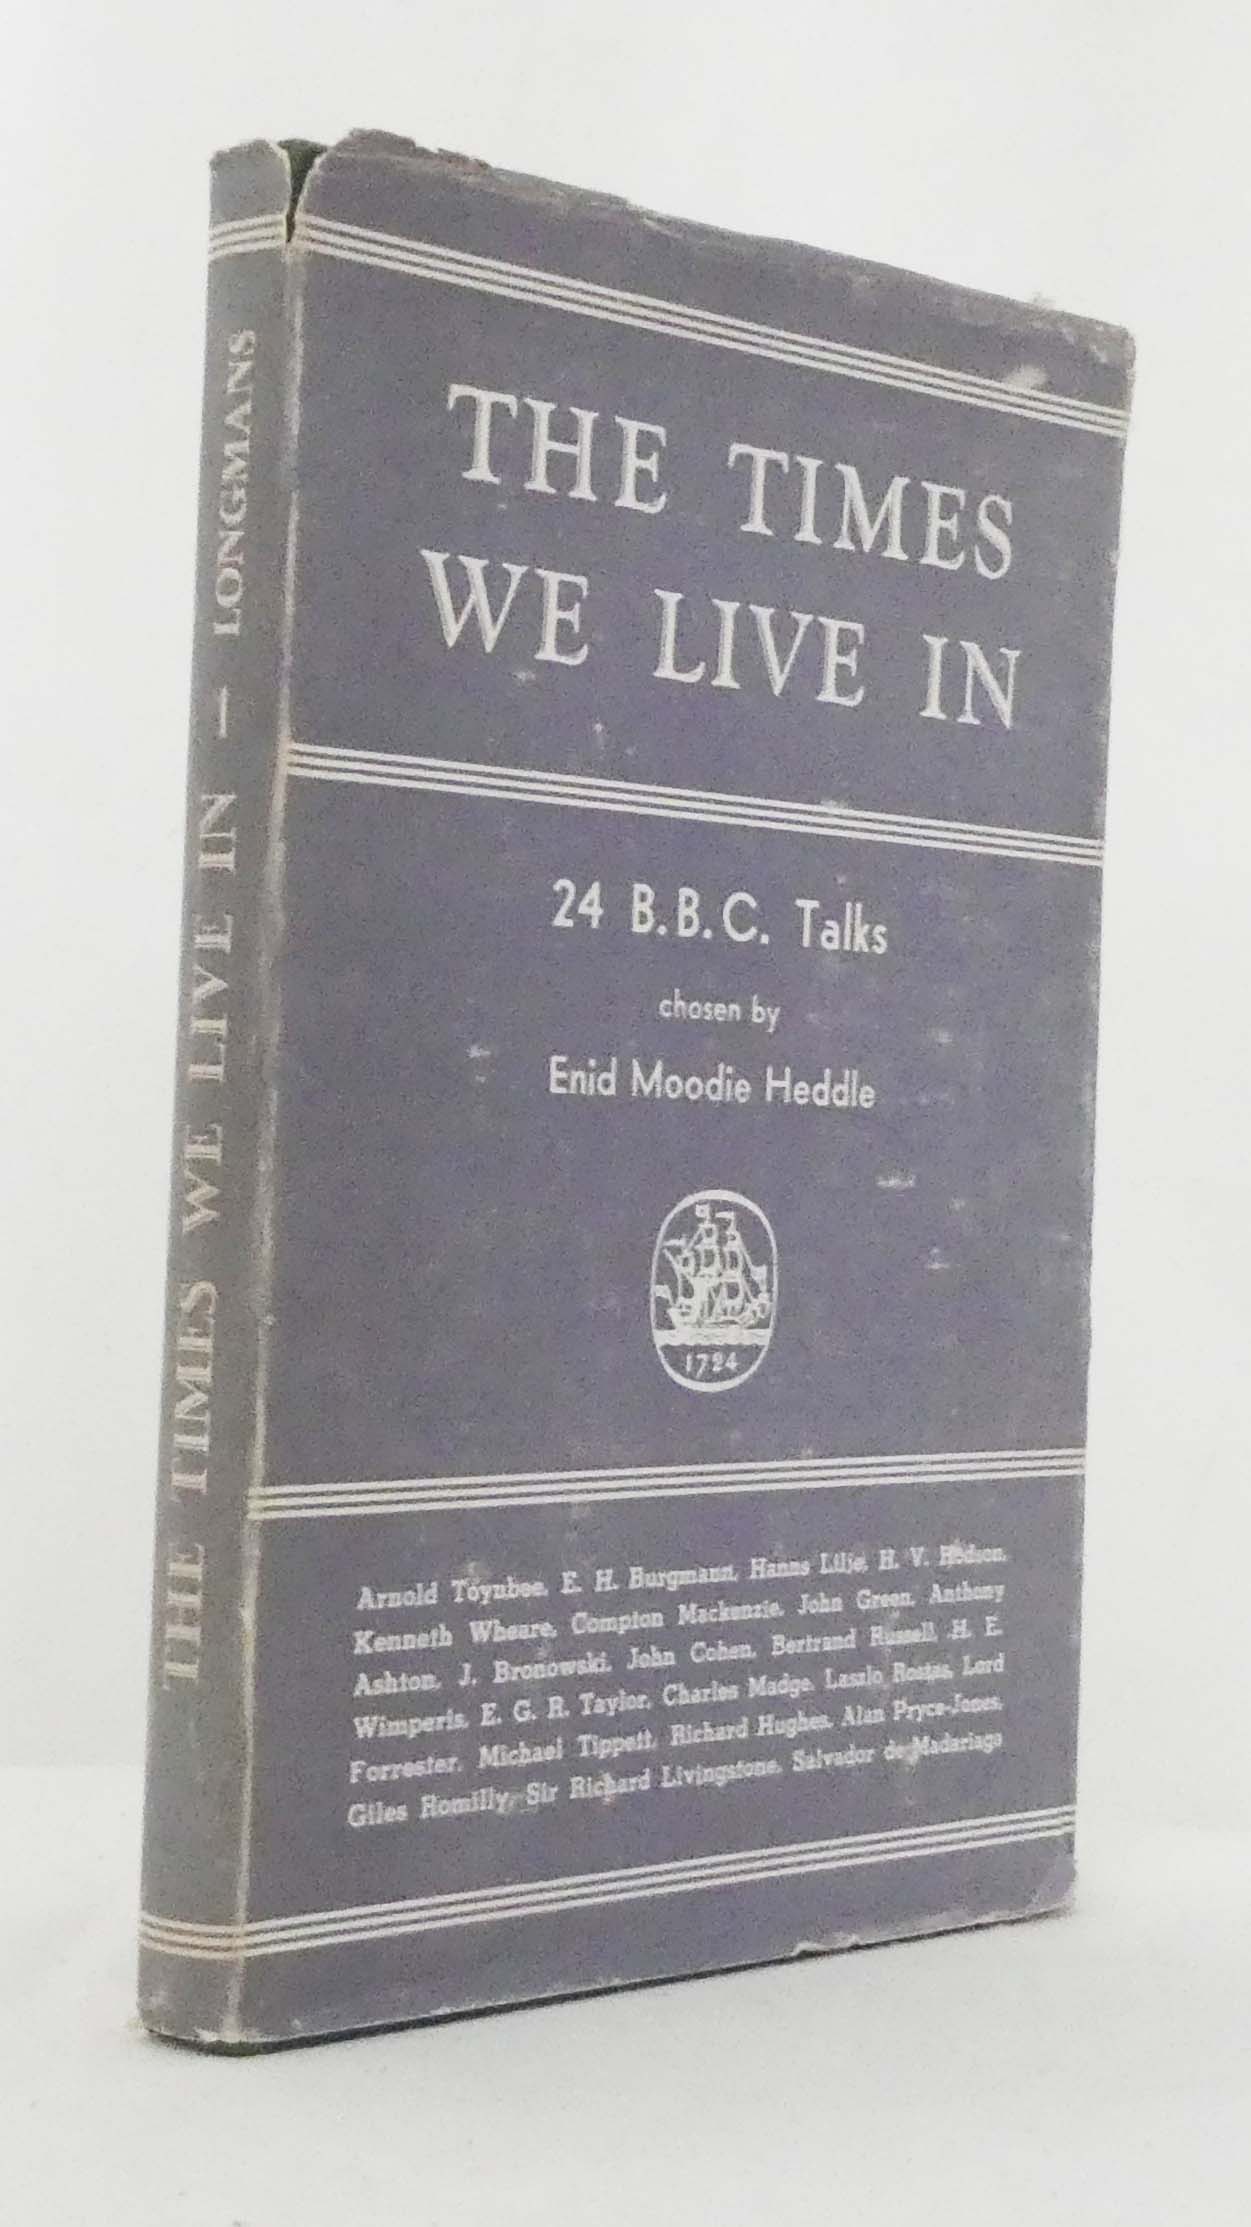 THE TIMES WE LIVE IN — LONGMANS
THE TIMES
WE LIVE IN
24 B.B.C. Talks
chosen by
Enid Moodie Heddle
1724
Arnold Toynbee, E. H. Burgmann, Hanns Lilje, H. V. Hodson,
Kenneth Wheare, Compton Mackenzie, John Green, Anthony
Ashton, J. Bronowski, John Cohen, Bertrand Russell, H. E.
Wimperis, E. G. R. Taylor, Charles Madge, Laszlo Rostas, Lord
Forrester, Michael Tippett, Richard Hughes, Alan Pryce-Jones,
Giles Romilly, Sir Richard Livingstone, Salvador de Madariaga